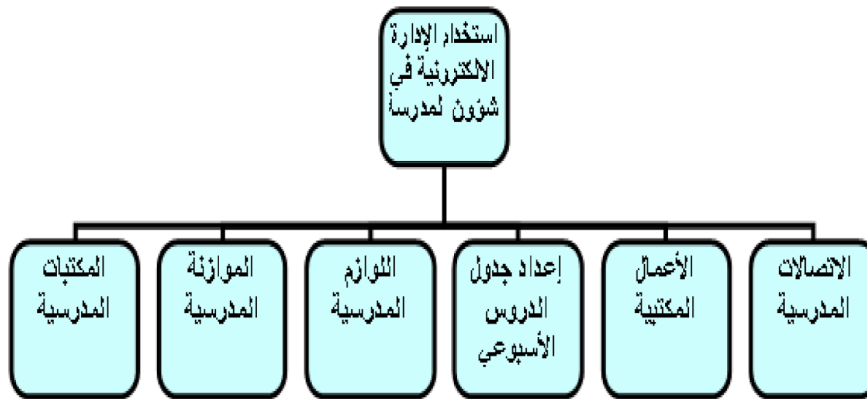 استخدام الإدارة
الالكترونية في
شؤون لمدرسة
الاتصالات
المدرسية
الأعمال
المكتبية
إعداد جدول
الدروس
الأسبوعي
اللوازم
المدرسية
الموازنة
المدرسية
المكتبات
المدرسية